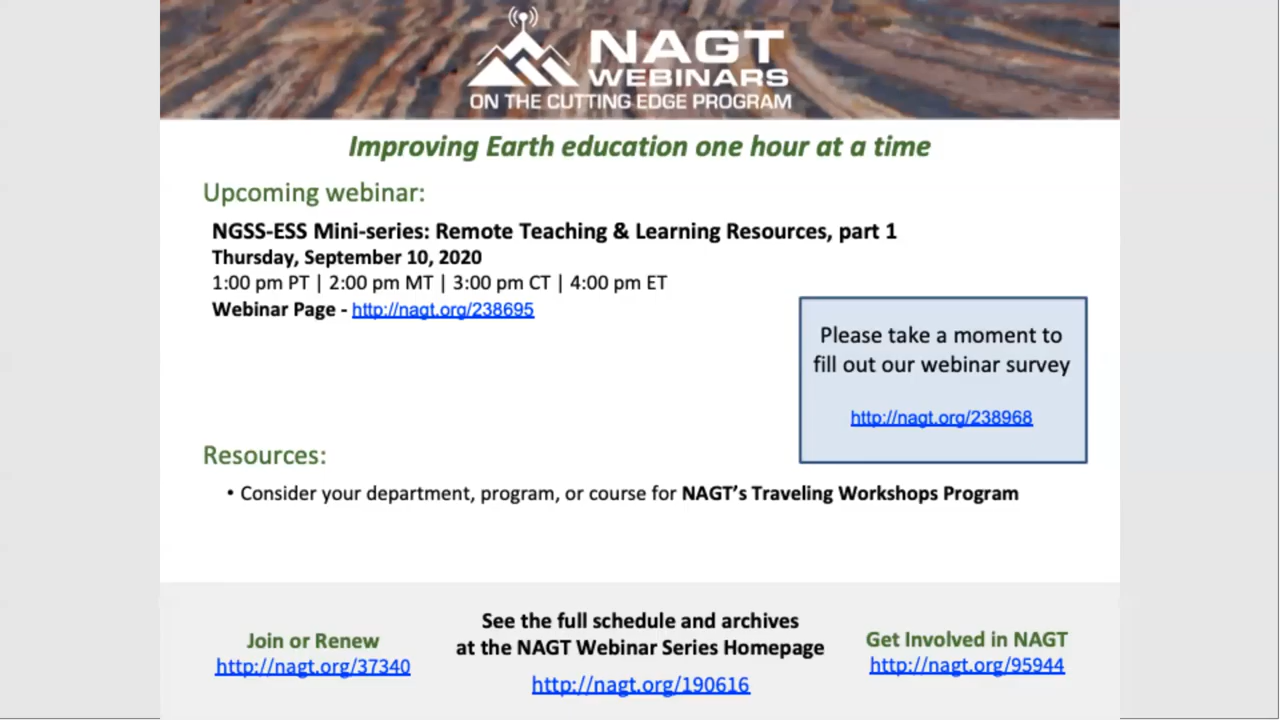 NAGT
WEBINARS
ON THE CUTTING EDGE PROGRAM
Improving Earth education one hour at a time
Upcoming webinar:
NGSS-ESS Mini-series: Remote Teaching & Learning Resources, part 1
Thursday, September 10, 2020
1:00 pm PT | 2:00 pm MT | 3:00 pm CT | 4:00 pm ET
Webinar Page - http://nagt.org/238695
Please take a moment to
fill out our webinar survey
http://nagt.org/238968
Resources:
• Consider your department, program, or course for NAGT’s Traveling Workshops Program
Join or Renew
http://nagt.org/37340
See the full schedule and archives
at the NAGT Webinar Series Homepage
http://nagt.org/190616
Get Involved in NAGT
http://nagt.org/95944